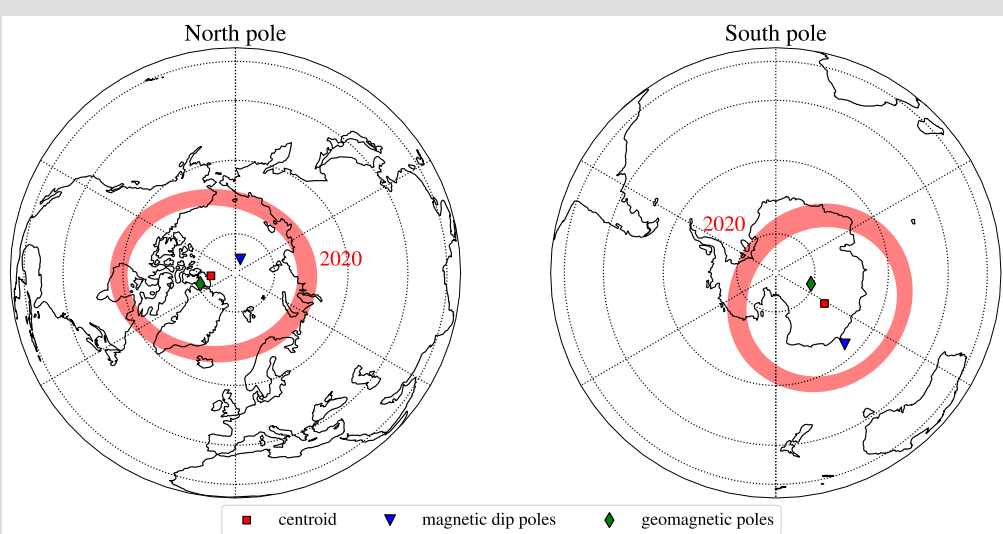 North pole
South pole
2020
2020
centroid
magnetic dip poles
geomagnetic poles